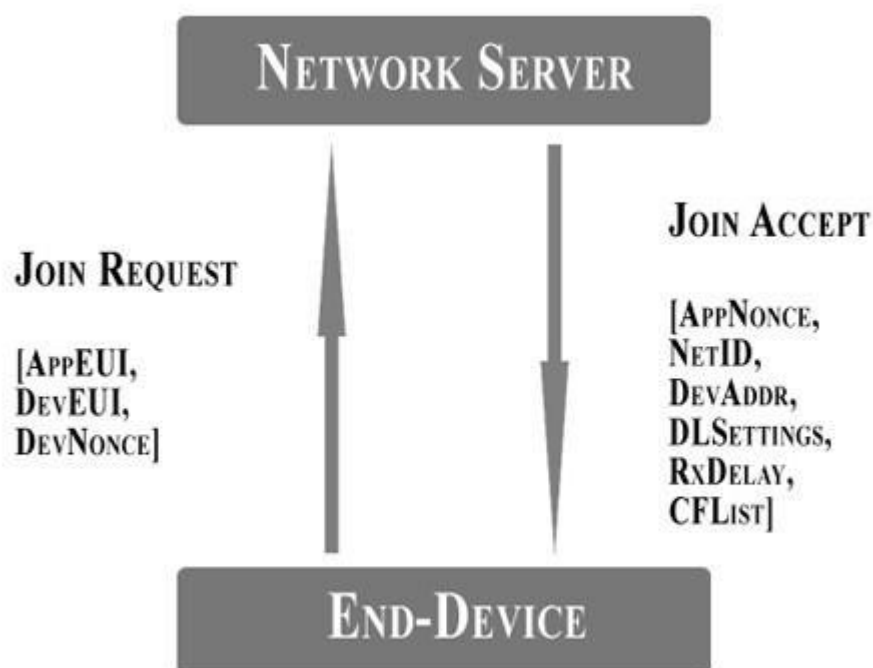 NETWORK SERVER
JOIN REQUEST
[APPEUI,
DEVEUI,
DEVNONCE]
JOIN ACCEPT
[APPNONCE,
NETID,
DEVADDR,
DLSETTINGS,
RXDELAY,
CFLIST]
END-DEVICE